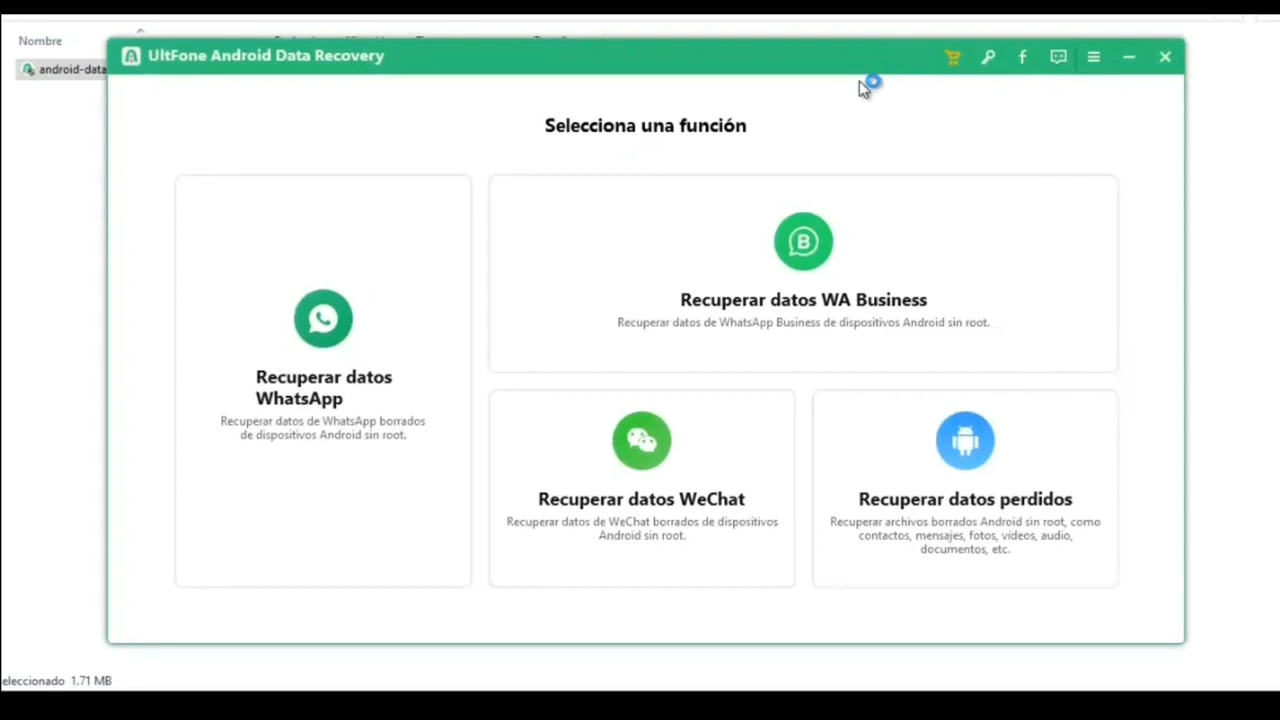 Nombre
android-data
UltFone Android Data Recovery
Selecciona una función
Recuperar datos
WhatsApp
Recuperar datos de WhatsApp borrados
de dispositivos Android sin root.
Recuperar datos WA Business
Recuperar datos de WhatsApp Business de dispositivos Android sin root.
Recuperar datos WeChat
Recuperar datos de WeChat borrados de dispositivos
Android sin root.
Recuperar datos perdidos
Recuperar archivos borrados Android sin root, como
contactos, mensajes, fotos, vídeos, audio,
documentos, etc.
eleccionado 1.71 MB